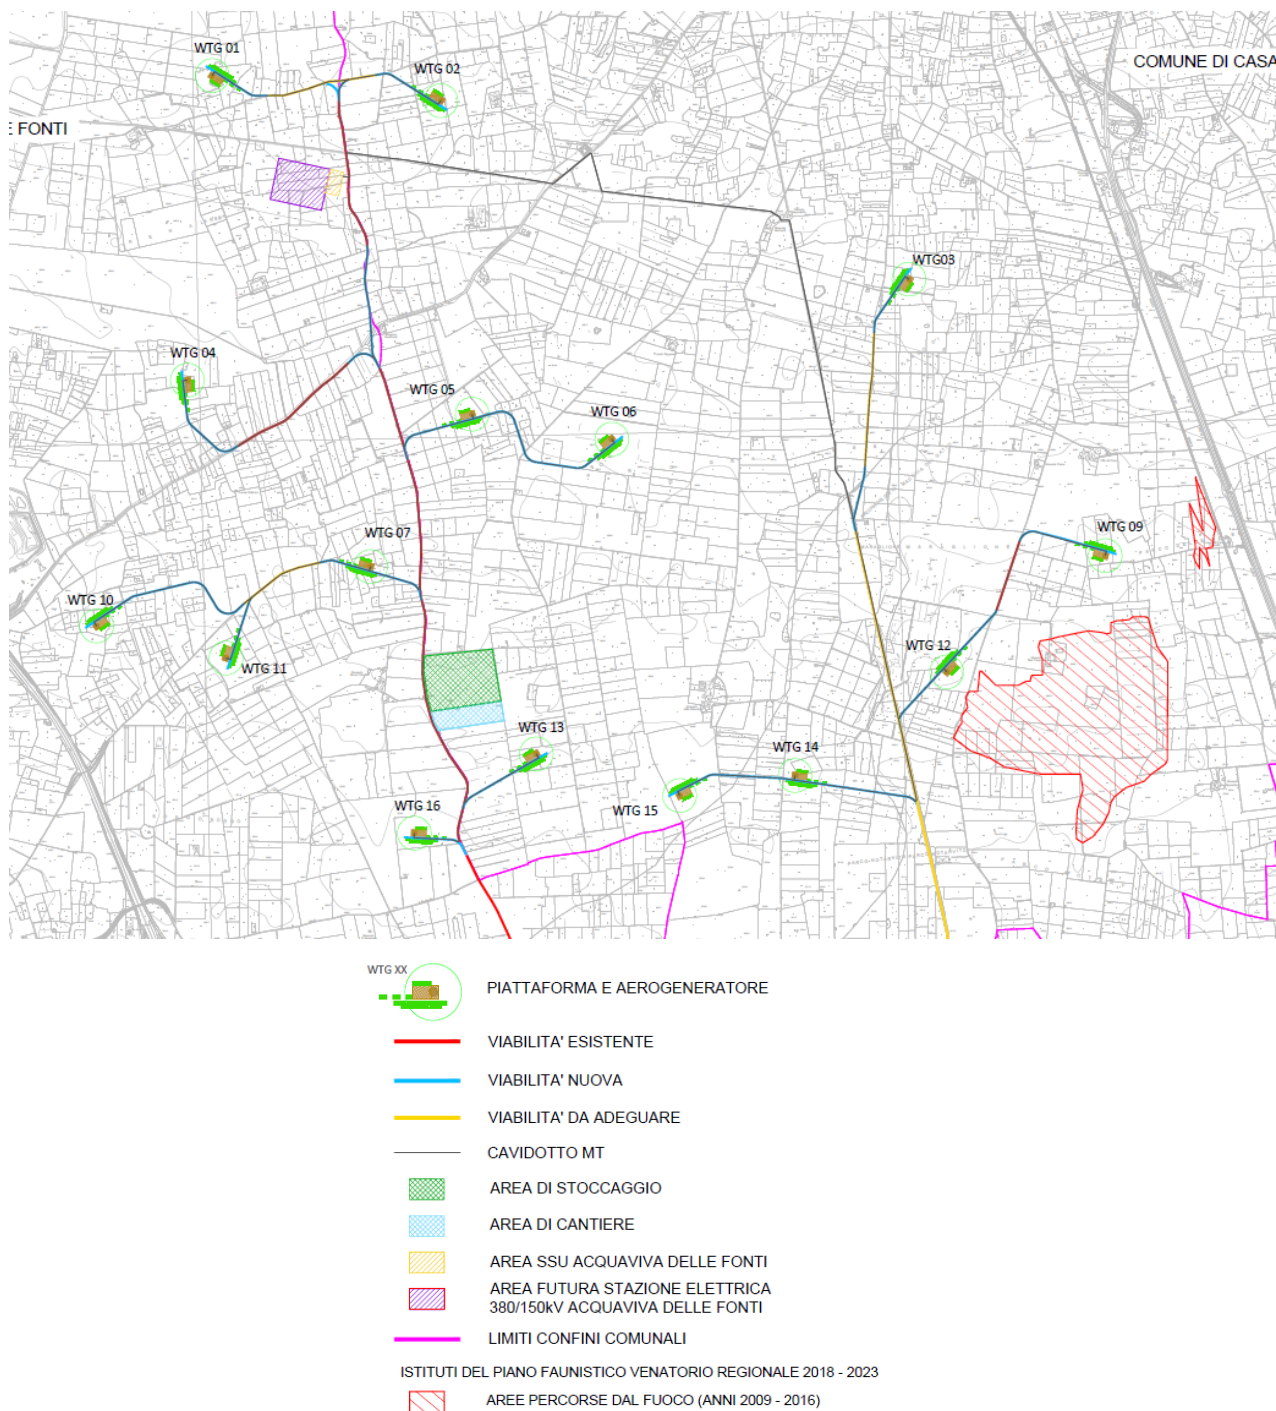 WTG 01
WTG 02
COMUNE DI CASA
E FONTI
WTG03
WTG 04
WTG 05
WTG 06
WTG 07
WTG 09
WTG 10
WTG 11
WTG 12
WTG 13
WTG 14
WTG 15
WTG 16
WTG XX
PIATTAFORMA E AEROGENERATORE
VIABILITA' ESISTENTE
VIABILITA' NUOVA
VIABILITA' DA ADEGUARE
CAVIDOTTO MT
AREA DI STOCCAGGIO
AREA DI CANTIERE
AREA SSU ACQUAVIVA DELLE FONTI
AREA FUTURA STAZIONE ELETTRICA
380/150kV ACQUAVIVA DELLE FONTI
LIMITI CONFINI COMUNALI
ISTITUTI DEL PIANO FAUNISTICO VENATORIO REGIONALE 2018 - 2023
AREE PERCORSE DAL FUOCO (ANNI 2009 - 2016)